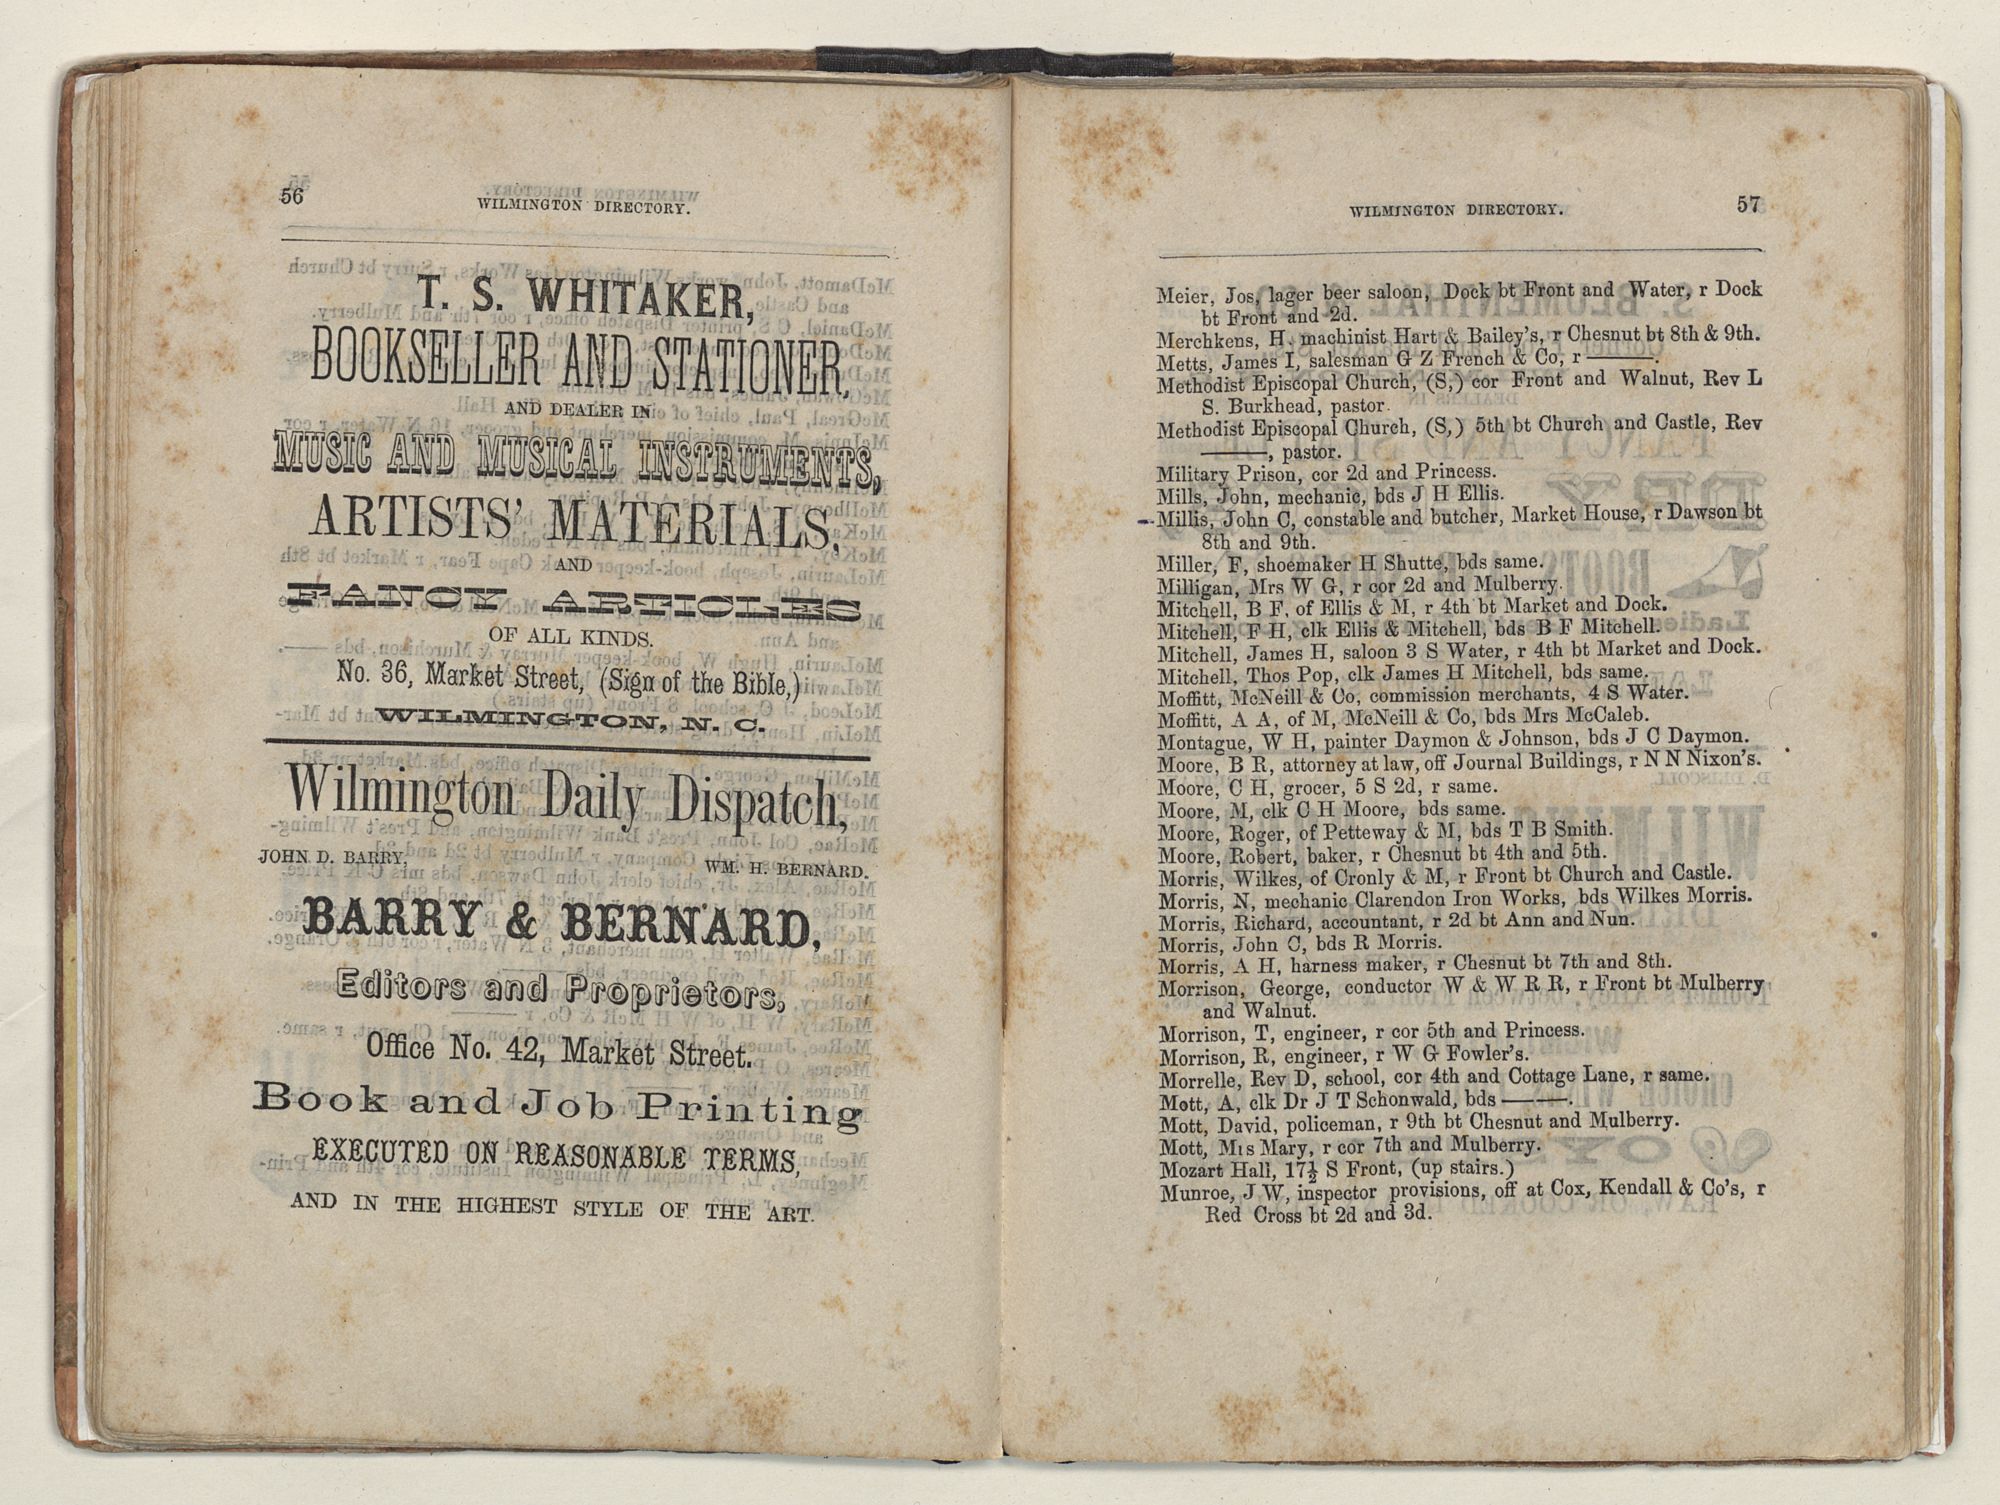 56
WILMINGTON DIRECTORY.
T. S. WHITAKER,
BOOKSELLER AND STATIONER,
AND DEALER IN
MUSIC AND MUSICAL INSTRUMENTS,
ARTISTS' MATERIALS,
AND
FANCY ARTICLES
OF ALL KINDS.
No. 36, Market Street, (Sign of the Bible,)
WILMINGTON, N. C.
Wilmington Daily Dispatch,
JOHN D. BARRY, WM. H. BERNARD.
BARRY & BERNARD,
Editors and Proprietors,
Office No. 42, Market Street.
Book and Job Printing
EXECUTED ON REASONABLE TERMS,
AND IN THE HIGHEST STYLE OF THE ART.
WILMINGTON DIRECTORY. 57
Meier, Jos, lager beer saloon, Dock bt Front and Water, r Dock
bt Front and 2d.
Merchkens, H, machinist Hart & Bailey's, r Chesnut bt 8th & 9th.
Metts, James I, salesman G Z French & Co, r ———.
Methodist Episcopal Church, (S,) cor Front and Walnut, Rev L
S. Burkhead, pastor.
Methodist Episcopal Church, (S,) 5th bt Church and Castle, Rev
———, pastor.
Military Prison, cor 2d and Princess.
Mills, John, mechanic, bds J H Ellis.
Millis, John C, constable and butcher, Market House, r Dawson bt
8th and 9th.
Miller, F, shoemaker H Shutte, bds same.
Milligan, Mrs W G, r cor 2d and Mulberry.
Mitchell, B F, of Ellis & M, r 4th bt Market and Dock.
Mitchell, F H, clk Ellis & Mitchell, bds B F Mitchell.
Mitchell, James H, saloon 3 S Water, r 4th bt Market and Dock.
Mitchell, Thos Pop, clk James H Mitchell, bds same.
Moffitt, McNeill & Co, commission merchants, 4 S Water.
Moffitt, A A, of M, McNeill & Co, bds Mrs McCaleb.
Montague, W H, painter Daymon & Johnson, bds J C Daymon.
Moore, B R, attorney at law, off Journal Buildings, r N N Nixon's.
Moore, C H, grocer, 5 S 2d, r same.
Moore, M, clk C H Moore, bds same.
Moore, Roger, of Petteway & M, bds T B Smith.
Moore, Robert, baker, r Chesnut bt 4th and 5th.
Morris, Wilkes, of Cronly & M, r Front bt Church and Castle.
Morris, N, mechanic Clarendon Iron Works, bds Wilkes Morris.
Morris, Richard, accountant, r 2d bt Ann and Nun.
Morris, John C, bds R Morris.
Morris, A H, harness maker, r Chesnut bt 7th and 8th.
Morrison, George, conductor W & W R R, r Front bt Mulberry
and Walnut.
Morrison, T, engineer, r cor 5th and Princess.
Morrison, R, engineer, r W G Fowler's.
Morrelle, Rev D, school, cor 4th and Cottage Lane, r same.
Mott, A, clk Dr J T Schonwald, bds ———.
Mott, David, policeman, r 9th bt Chesnut and Mulberry.
Mott, Mrs Mary, r cor 7th and Mulberry.
Mozart Hall, 17½ S Front, (up stairs.)
Munroe, J W, inspector provisions, off at Cox, Kendall & Co's, r
Red Cross bt 2d and 3d.